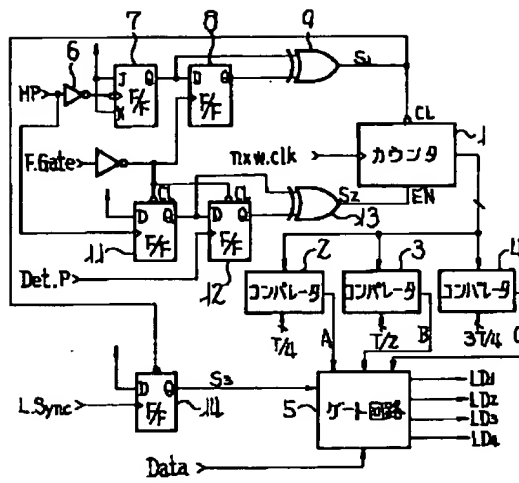 7
8
9
6
J
Q
D
Q
S1
HP
F/F
F/F
K
CL
1
F.Gate
nxw.clk
カウンタ
CL
CL
S2
EN
D
Q
D
Q
13
F/F
F/F
11
12
Det.P
2
3
4
コンパレータ
コンパレータ
コンパレータ
T/4
A
T/2
B
3T/4
C
D
Q
S3
5
ゲート回路
LD1
LD2
LD3
LD4
L.Sync
F/F
14
Data